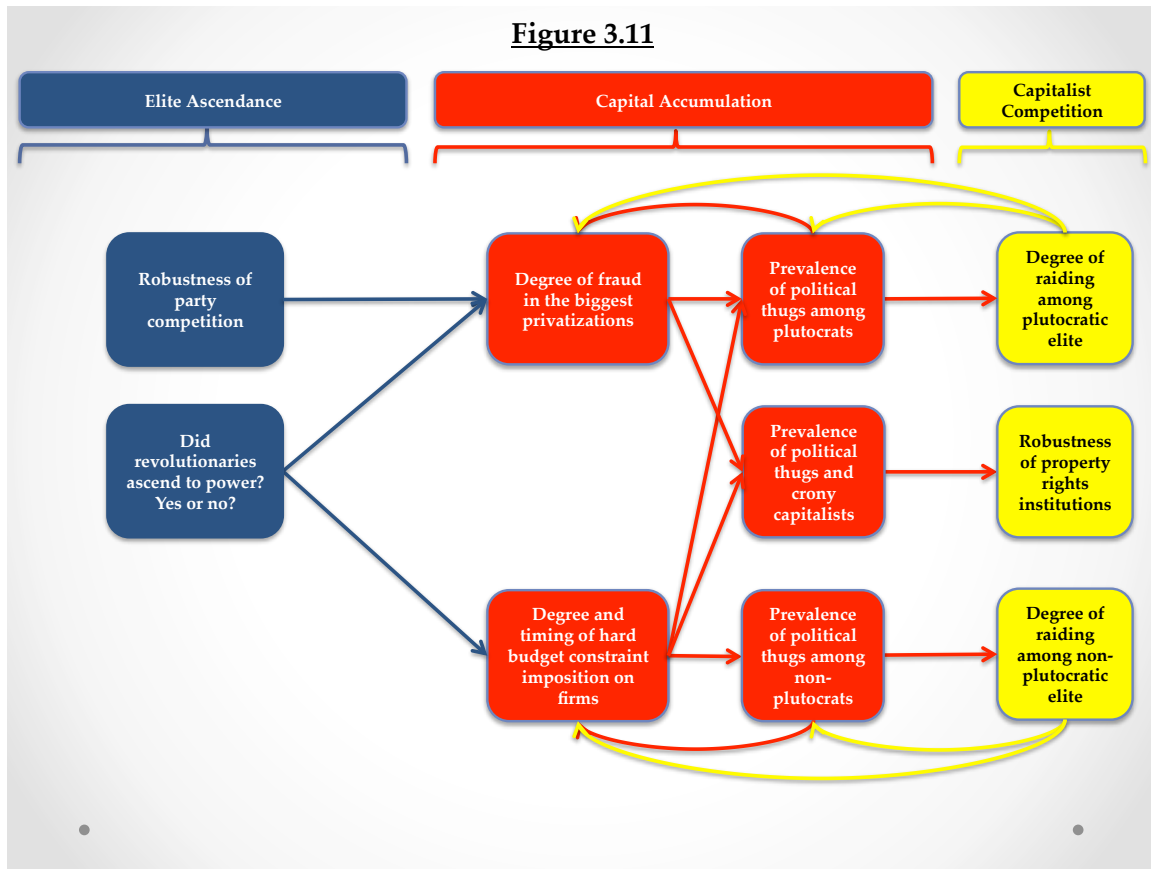 Figure 3.11
Elite Ascendance
Capital Accumulation
Capitalist
Competition
Robustness of
party
competition
Degree of fraud
in the biggest
privatizations
Prevalence
of political
thugs among
plutocrats
Degree of
raiding
among
plutocratic
elite
Did
revolutionaries
ascend to power?
Yes or no?
Prevalence
of political
thugs and
crony
capitalists
Robustness
of property
rights
institutions
Degree and
timing of hard
budget constraint
imposition on
firms
Prevalence
of political
thugs among
non-
plutocrats
Degree of
raiding
among non-
plutocratic
elite